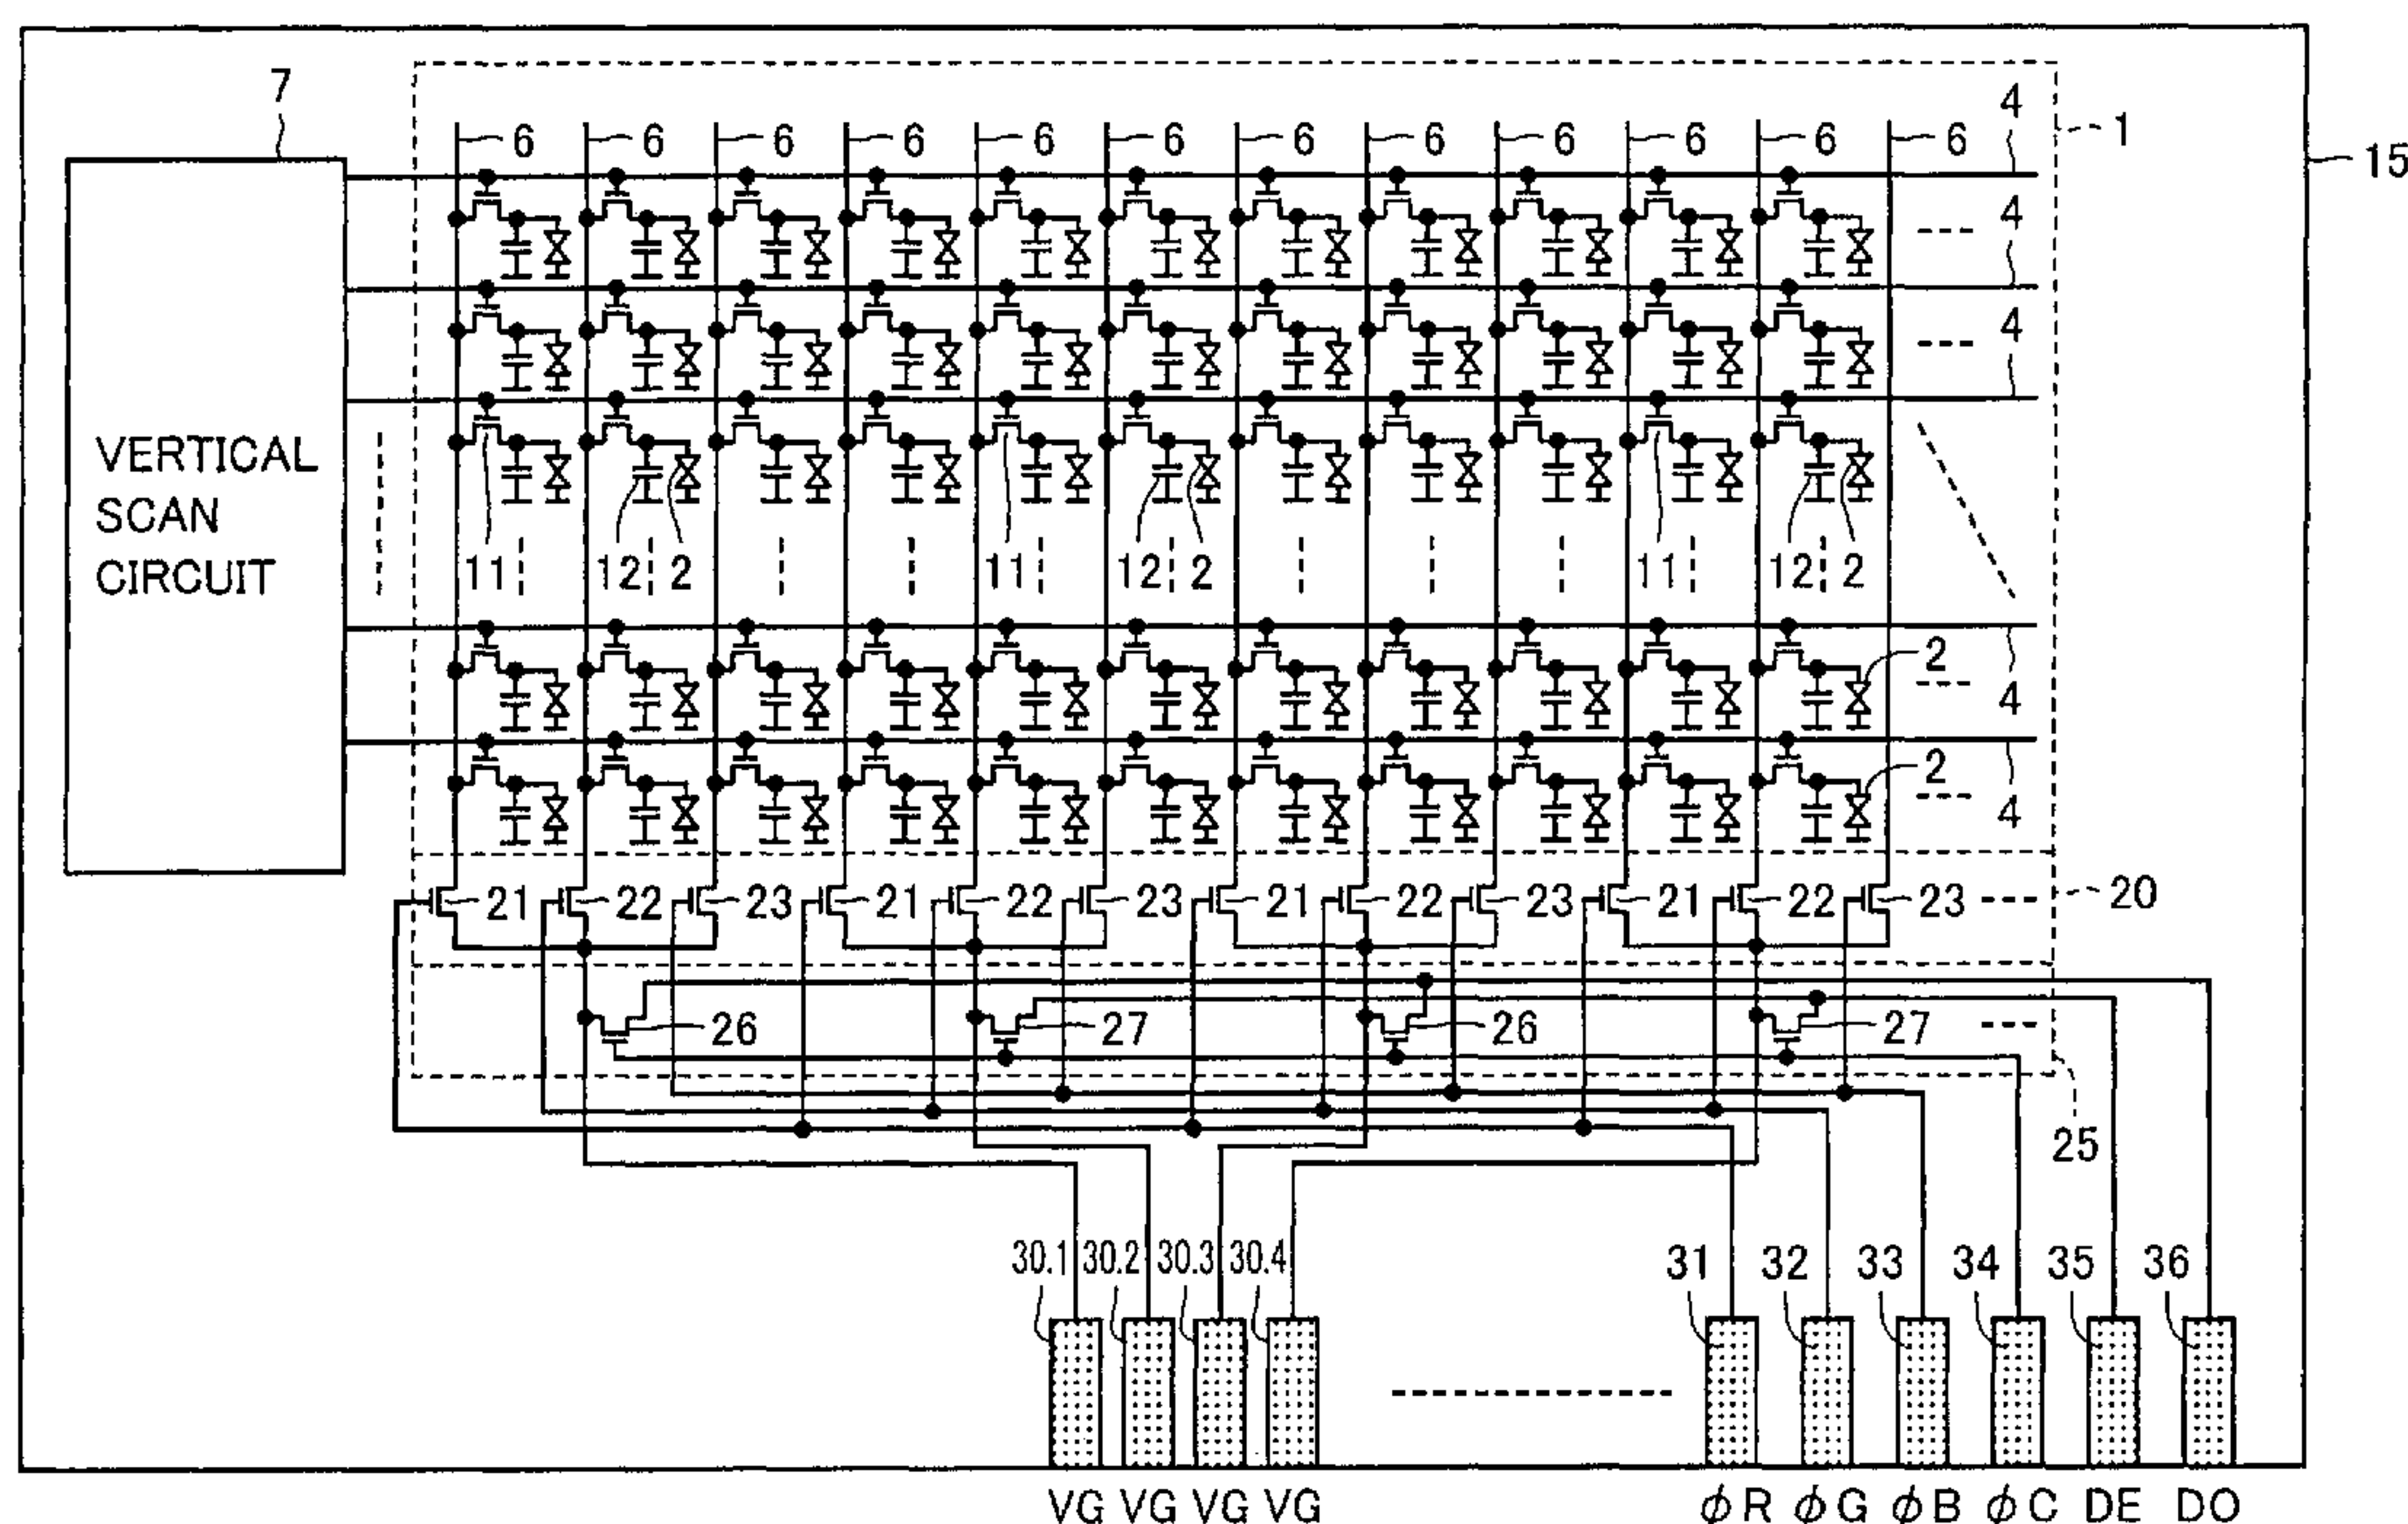 7
4
6 6 6 6 6 6 6 6 6 6 6 6
1
15
4
4
VERTICAL
SCAN
CIRCUIT
11 12 2 11 12 2 11 12 2
2
4
2
4
21 22 23 21 22 23 21 22 23 21 22 23
20
26 27 26 27
25
30.1 30.2 30.3 30.4 31 32 33 34 35 36
VG VG VG VG ϕR ϕG ϕB ϕC DE DO